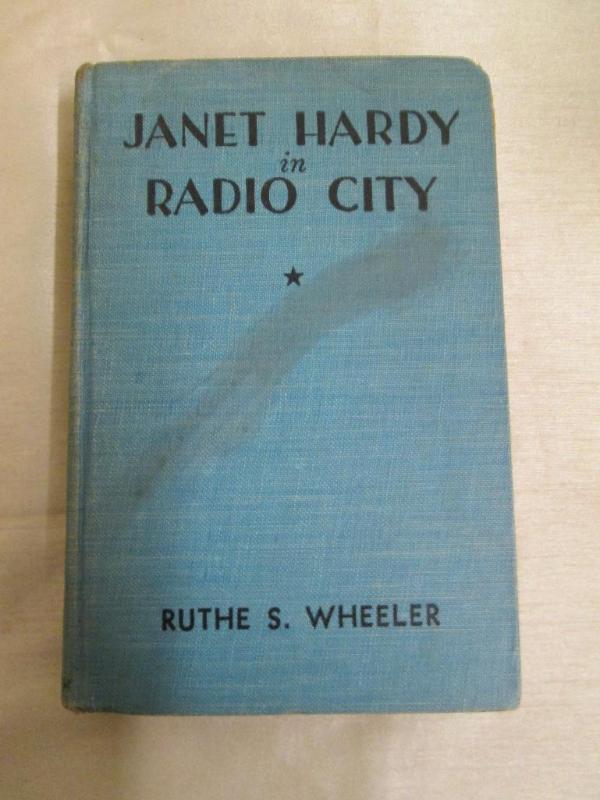 JANET HARDY
in
RADIO CITY
RUTHE S. WHEELER